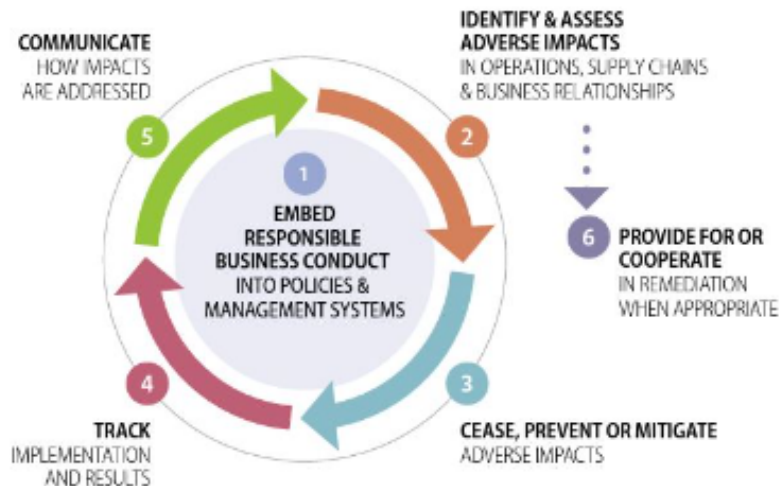 COMMUNICATE
HOW IMPACTS
ARE ADDRESSED
5
IDENTIFY & ASSESS
ADVERSE IMPACTS
IN OPERATIONS, SUPPLY CHAINS
& BUSINESS RELATIONSHIPS
2
1
EMBED
RESPONSIBLE
BUSINESS CONDUCT
INTO POLICIES &
MANAGEMENT SYSTEMS
6
PROVIDE FOR OR
COOPERATE
IN REMEDIATION
WHEN APPROPRIATE
4
TRACK
IMPLEMENTATION
AND RESULTS
3
CEASE, PREVENT OR MITIGATE
ADVERSE IMPACTS